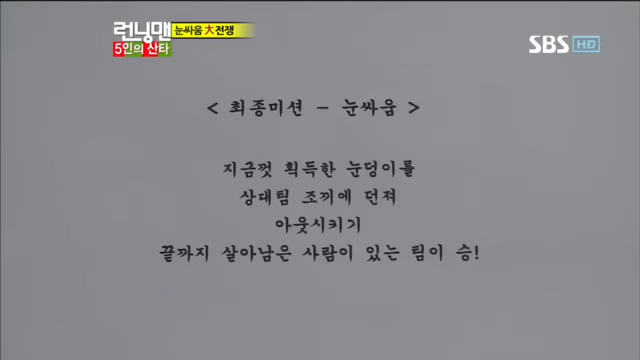 런닝맨 눈싸움 大전쟁
5인의 산타
SBS HD
< 최종미션 - 눈싸움 >
지금껏 획득한 눈덩이를
상대팀 조끼에 던져
아웃시키기
끝까지 살아남은 사람이 있는 팀이 승!